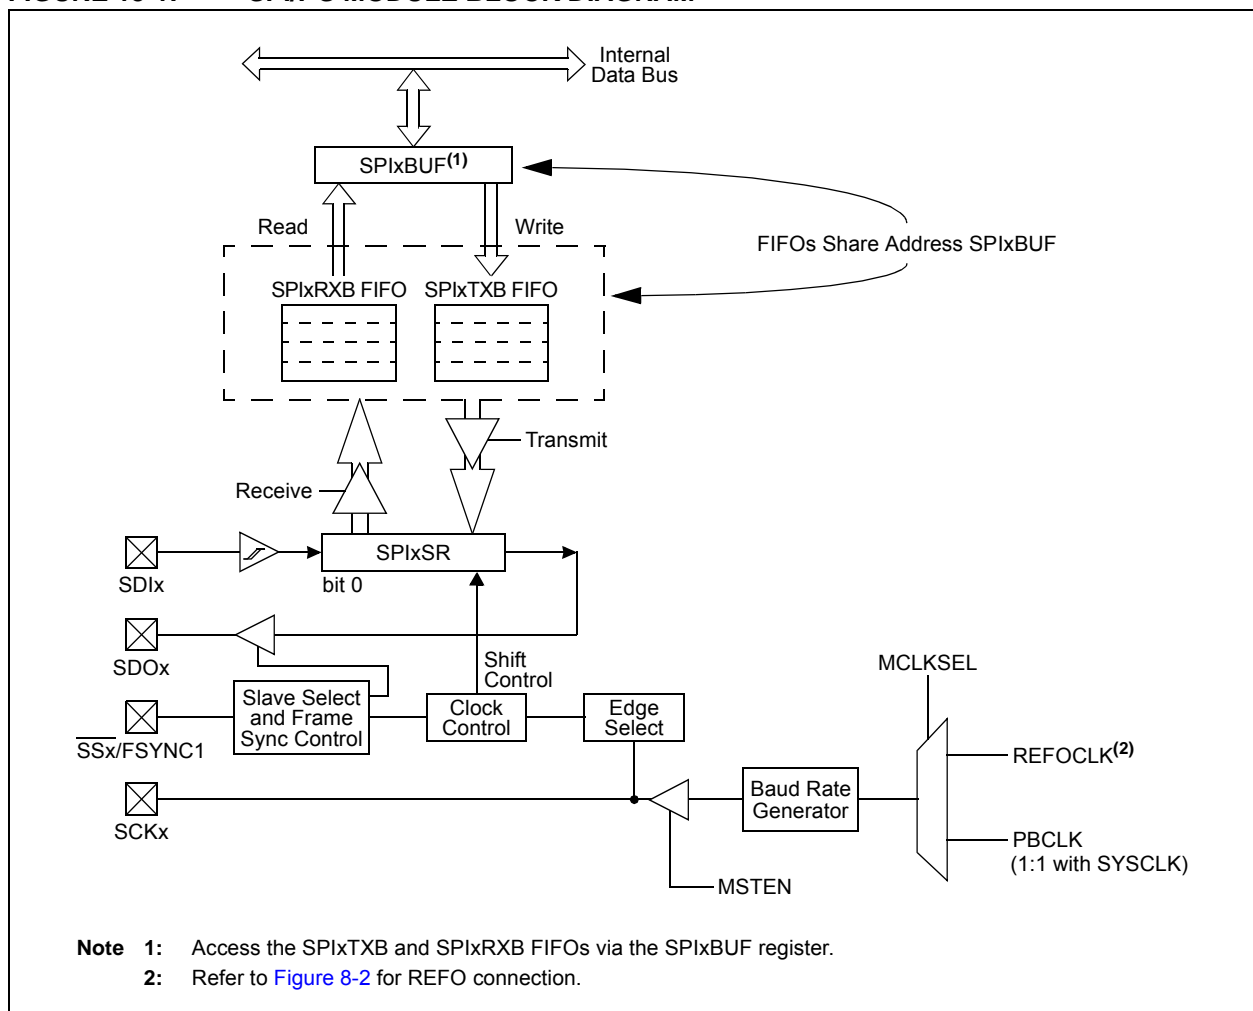 Internal
Data Bus
SPIxBUF(1)
Read
Write
FIFOs Share Address SPIxBUF
SPIxRXB FIFO
SPIxTXB FIFO
Transmit
Receive
SPIxSR
SDIx
bit 0
SDOx
Shift
Control
MCLKSEL
Slave Select
and Frame
Sync Control
Clock
Control
Edge
Select
SSx/FSYNC1
REFOCLK(2)
Baud Rate
Generator
SCKx
PBCLK
(1:1 with SYSCLK)
MSTEN
Note 1: Access the SPIxTXB and SPIxRXB FIFOs via the SPIxBUF register.
2: Refer to Figure 8-2 for REFO connection.